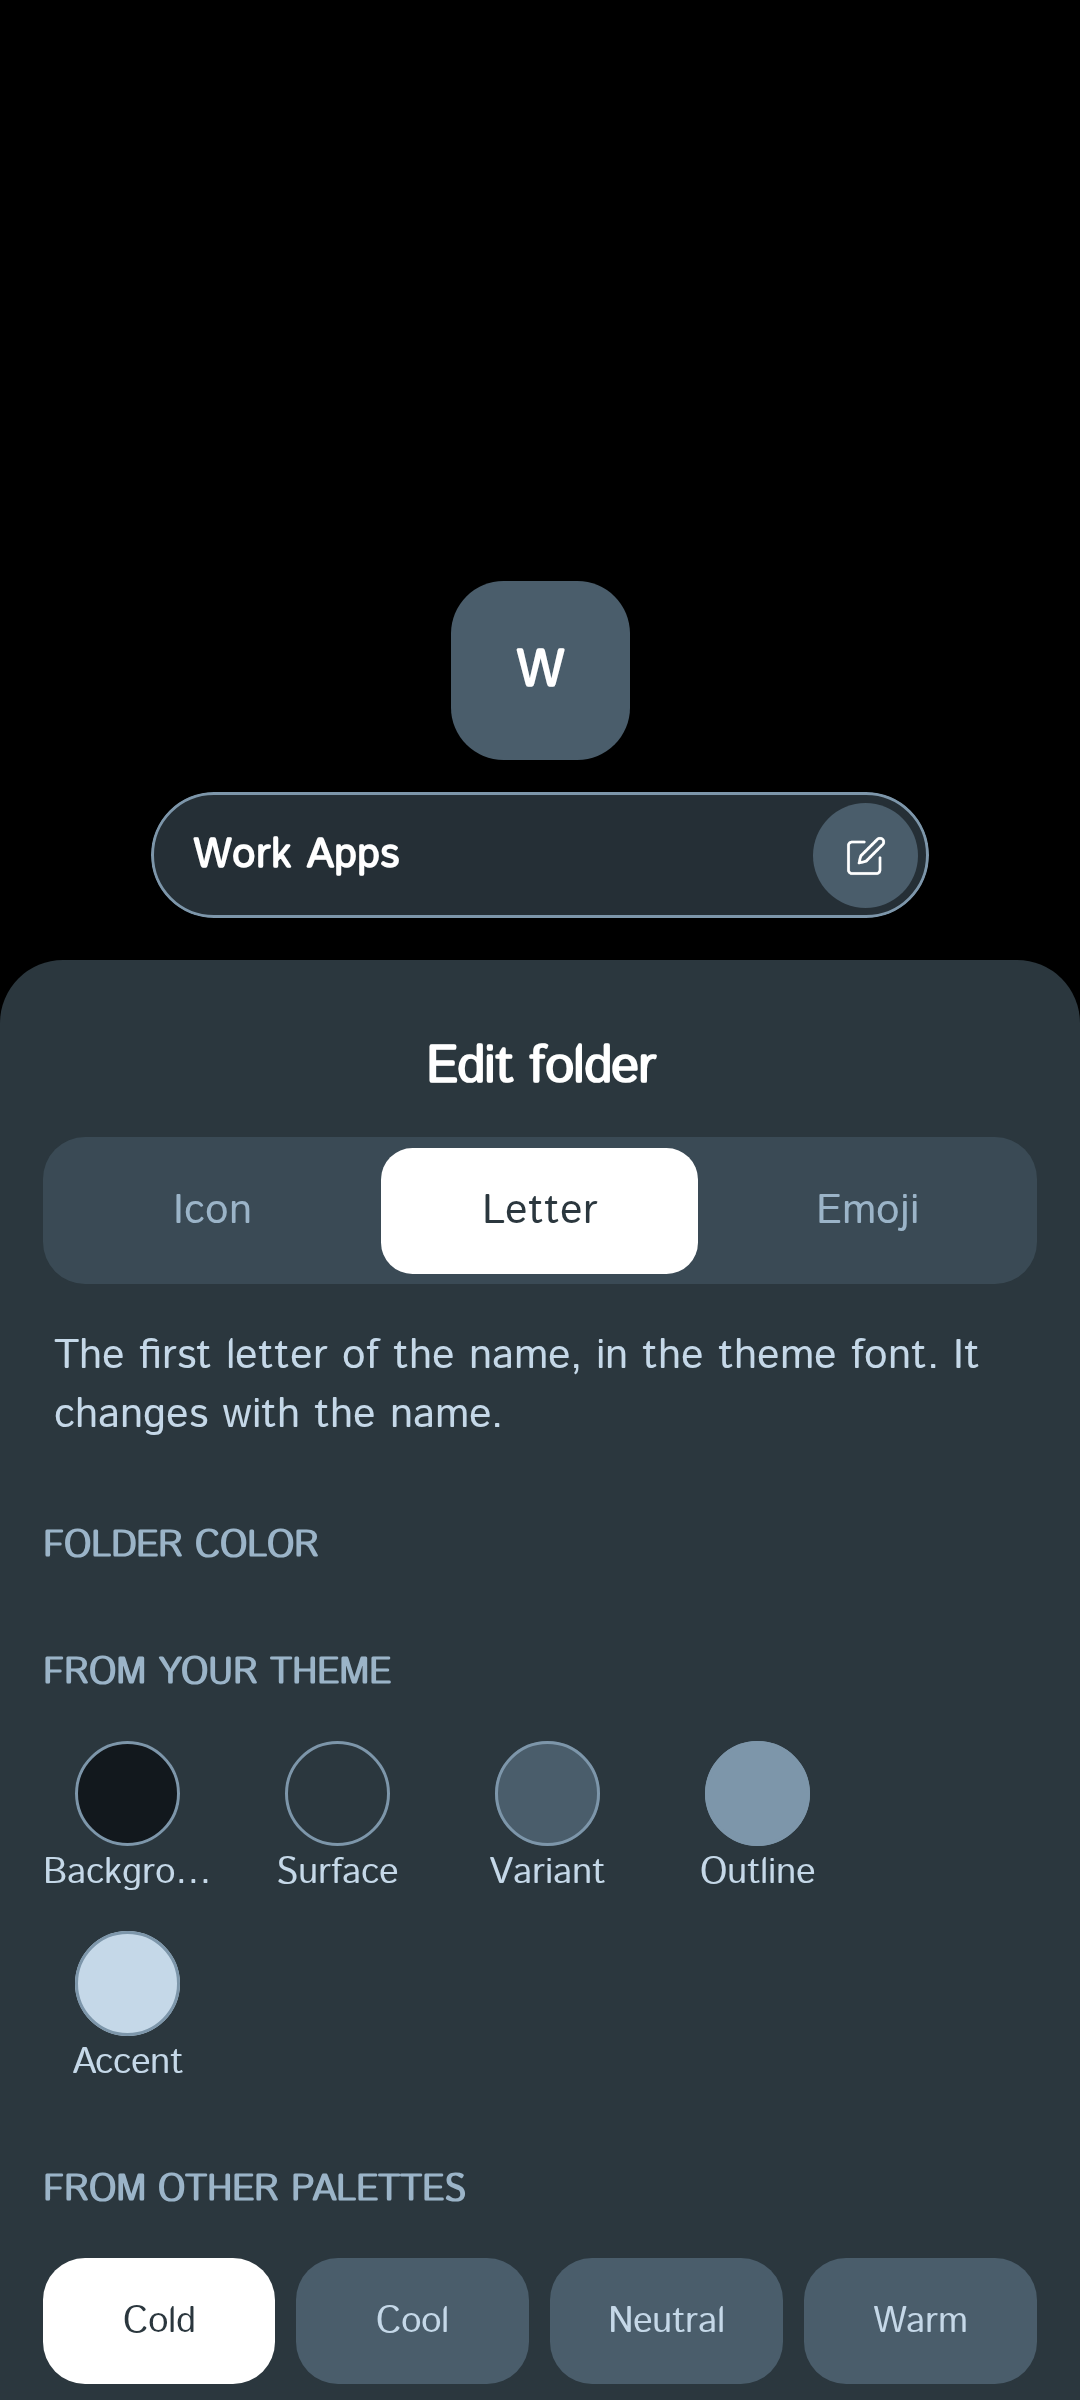 W
Work Apps
Edit folder
Icon Letter Emoji
The first letter of the name, in the theme font. It
changes with the name.
FOLDER COLOR
FROM YOUR THEME
Backgro... Surface Variant Outline
Accent
FROM OTHER PALETTES
Cold Cool Neutral Warm